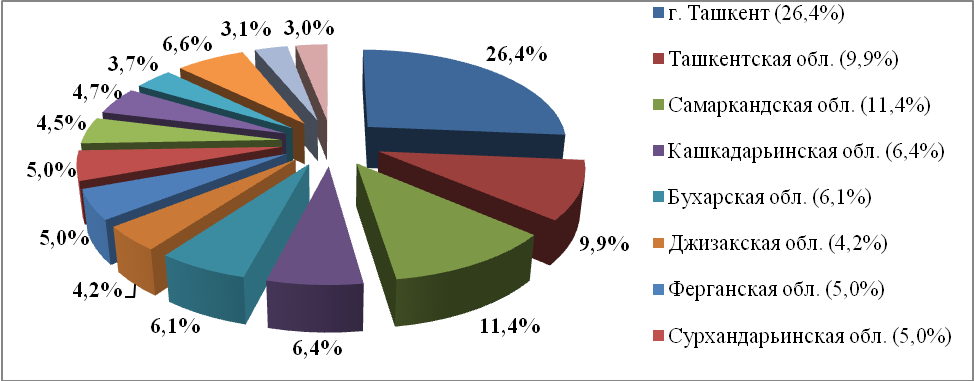 3,1%
3,0%
6,6%
3,7%
4,7%
4,5%
5,0%
5,0%
4,2%
6,1%
6,4%
11,4%
9,9%
26,4%
г. Ташкент (26,4%)
Ташкентская обл. (9,9%)
Самаркандская обл. (11,4%)
Кашкадарьинская обл. (6,4%)
Бухарская обл. (6,1%)
Джизакская обл. (4,2%)
Ферганская обл. (5,0%)
Сурхандарьинская обл. (5,0%)